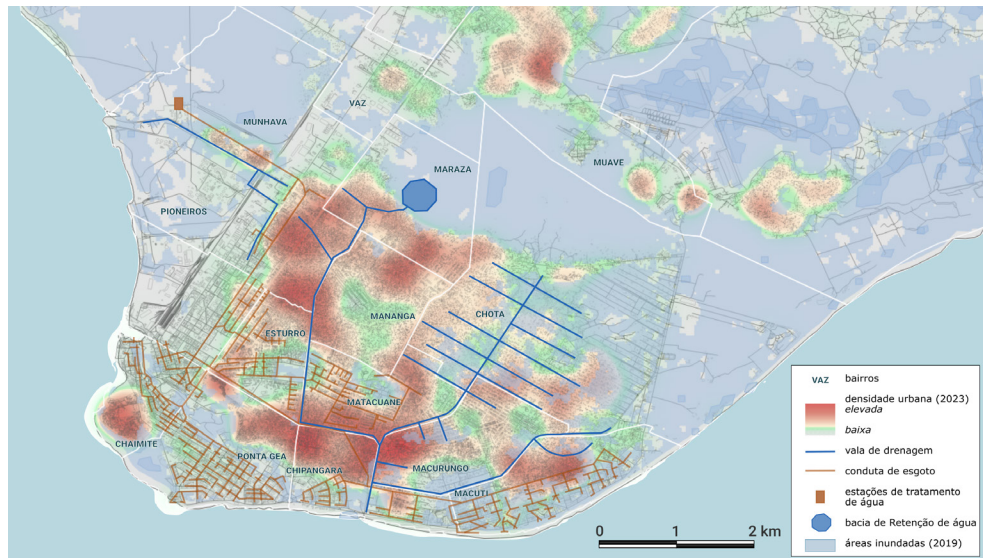 VAZ
MUNHAVA
MARAZA
MUAVE
PIONEIROS
CHOTA
MANANGA
ESTURRO
MATACUANE
CHAIMITE
PONTA GEA
CHIPANGARA
MACURUNGO
MACUTI
0 1 2 km
VAZ bairros
densidade urbana (2023)
elevada
baixa
vala de drenagem
conduta de esgoto
estações de tratamento
de água
bacia de Retenção de água
áreas inundadas (2019)